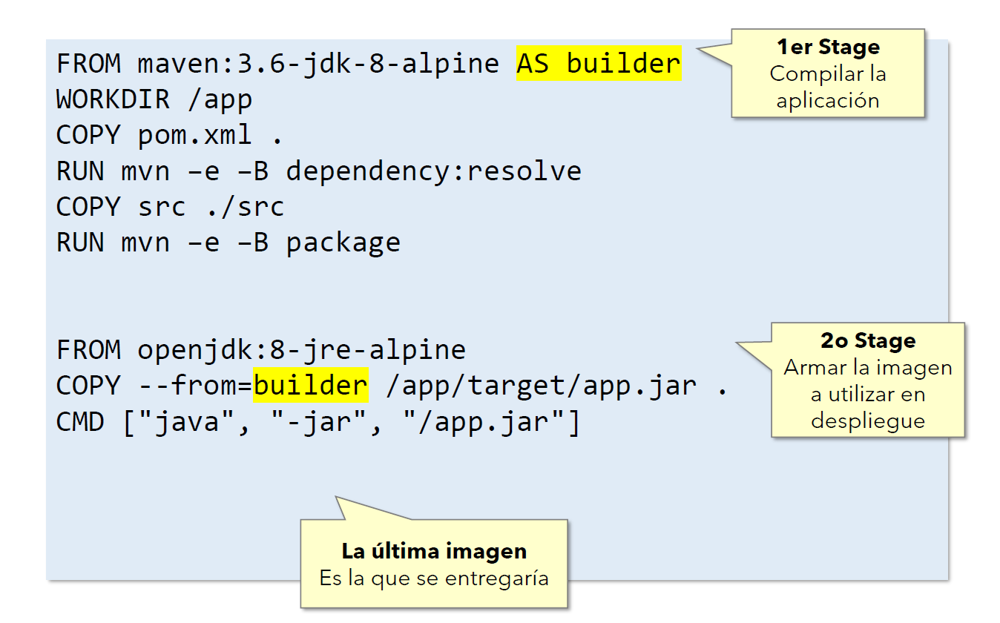 FROM maven:3.6-jdk-8-alpine AS builder
WORKDIR /app
COPY pom.xml .
RUN mvn –e –B dependency:resolve
COPY src ./src
RUN mvn –e –B package
1er Stage
Compilar la
aplicación
FROM openjdk:8-jre-alpine
COPY --from=builder /app/target/app.jar .
CMD ["java", "-jar", "/app.jar"]
2o Stage
Armar la imagen
a utilizar en
despliegue
La última imagen
Es la que se entregaría